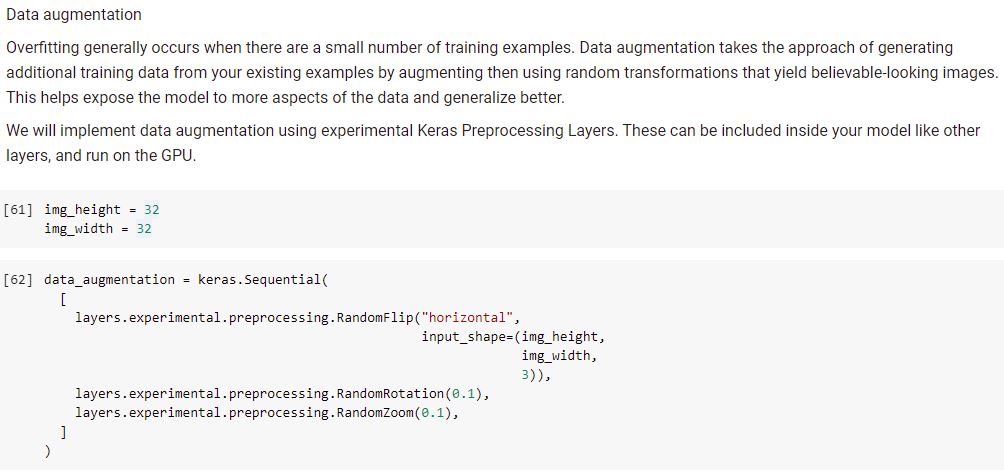 Data augmentation
Overfitting generally occurs when there are a small number of training examples. Data augmentation takes the approach of generating
additional training data from your existing examples by augmenting then using random transformations that yield believable-looking images.
This helps expose the model to more aspects of the data and generalize better.
We will implement data augmentation using experimental Keras Preprocessing Layers. These can be included inside your model like other
layers, and run on the GPU.
[61] img_height = 32
img_width = 32
[62] data_augmentation = keras.Sequential(
[
layers.experimental.preprocessing.RandomFlip("horizontal",
input_shape=(img_height,
img_width,
3)),
layers.experimental.preprocessing.RandomRotation(0.1),
layers.experimental.preprocessing.RandomZoom(0.1),
]
)